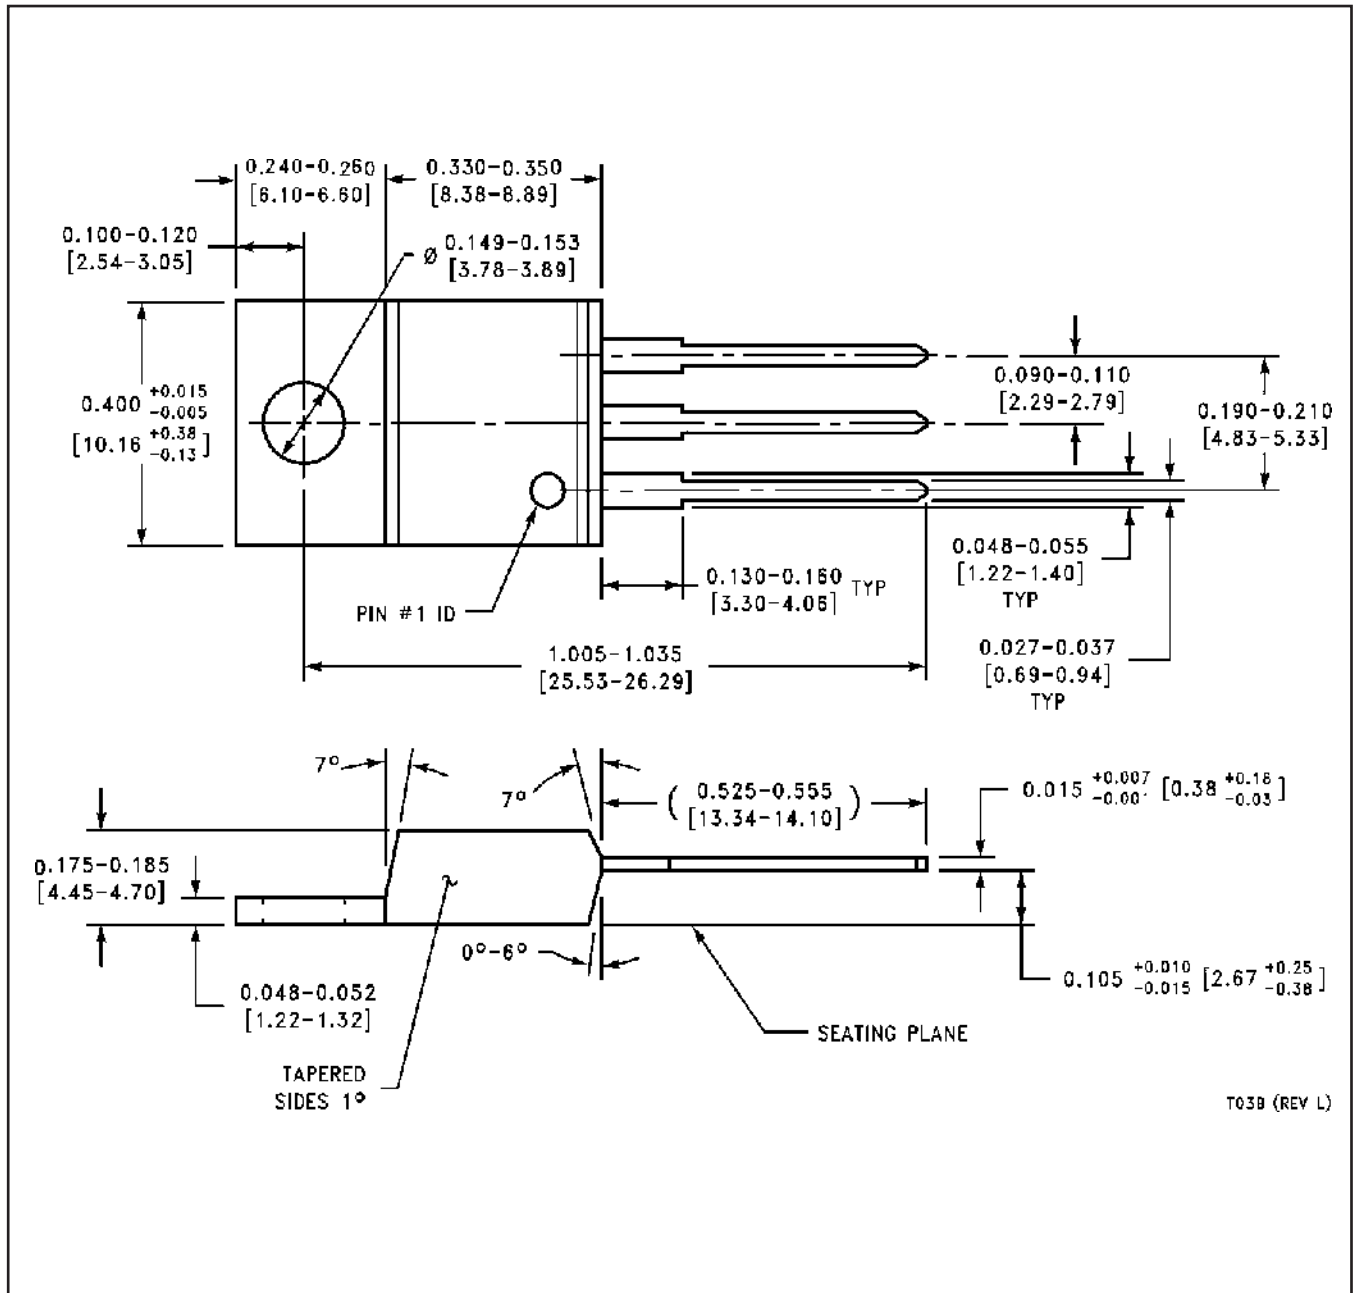 0.240-0.260
[6.10-6.60]
0.330-0.350
[8.38-8.89]
0.100-0.120
[2.54-3.05]
Ø 0.149-0.153
[3.78-3.89]
0.400 +0.015 -0.005
[10.16 +0.38 -0.13]
0.090-0.110
[2.29-2.79]
0.190-0.210
[4.83-5.33]
0.048-0.055
[1.22-1.40]
TYP
0.130-0.160 TYP
[3.30-4.06]
PIN #1 ID
0.027-0.037
[0.69-0.94]
TYP
1.005-1.035
[25.53-26.29]
7°
7°
(0.525-0.555)
[13.34-14.10]
0.015 +0.007 -0.00 [0.38 +0.18 -0.03]
0.175-0.185
[4.45-4.70]
0°-6°
0.105 +0.010 -0.015 [2.67 +0.25 -0.38]
0.048-0.052
[1.22-1.32]
SEATING PLANE
TAPERED
SIDES 1°
T03B (REV L)